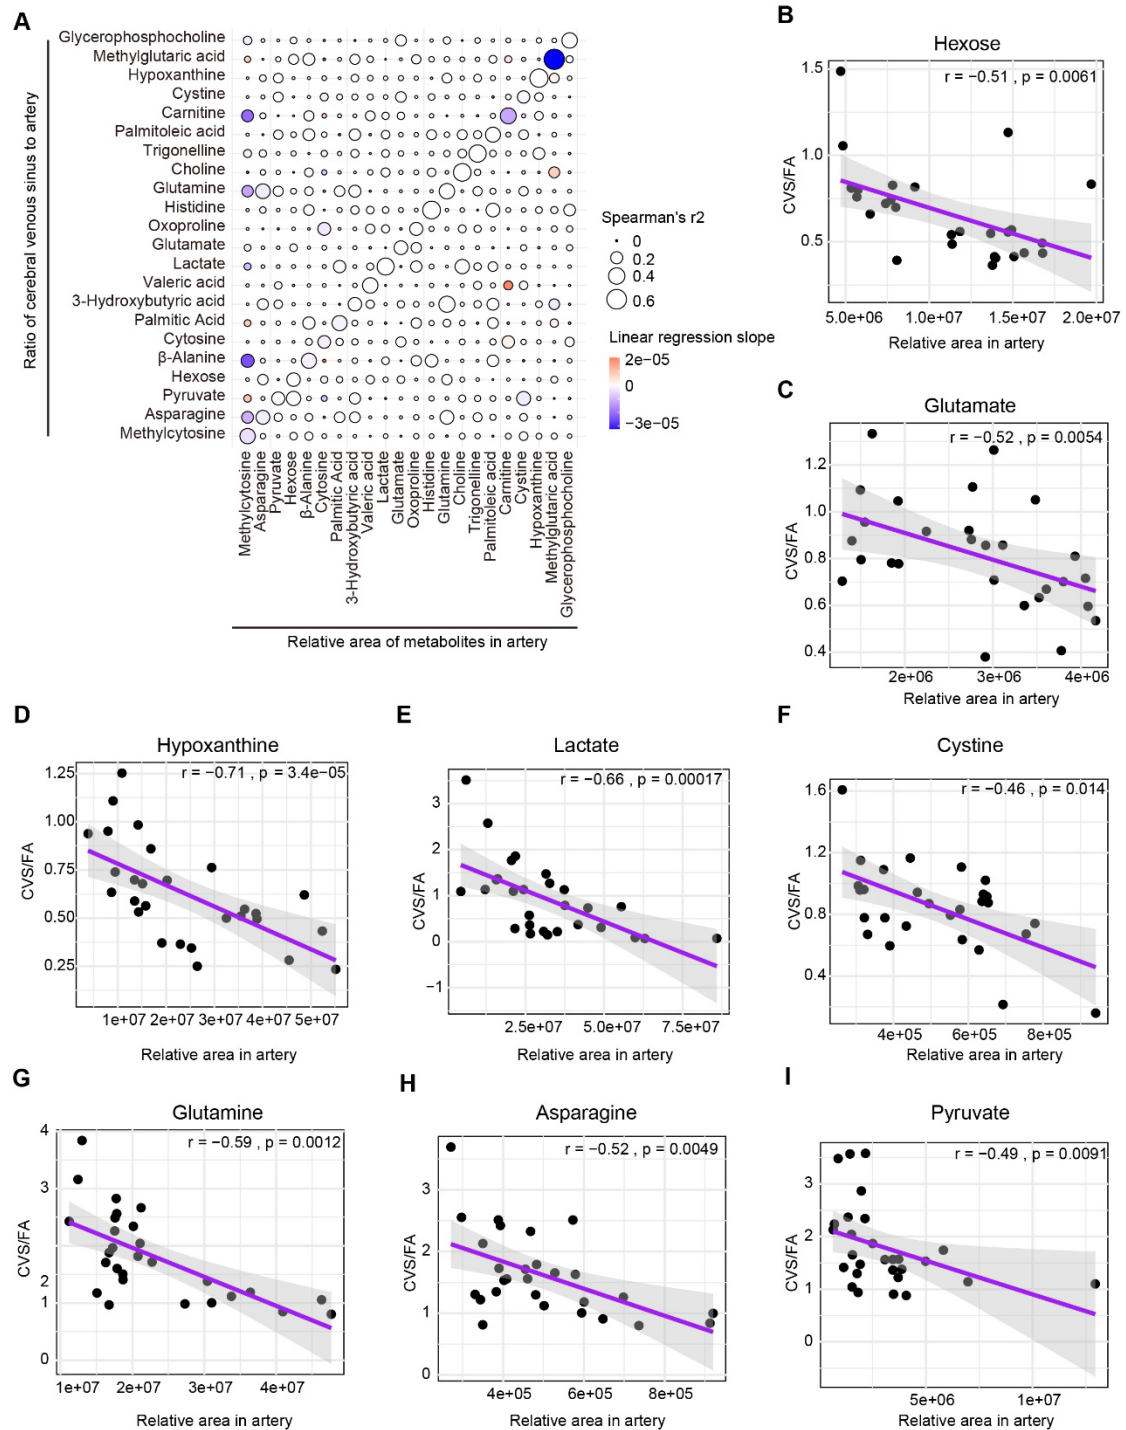 A
Ratio of cerebral venous sinus to artery
Glycerophosphocholine
Methylglutaric acid
Hypoxanthine
Cystine
Carnitine
Palmitoleic acid
Trigonelline
Choline
Glutamine
Histidine
Oxoproline
Glutamate
Lactate
Valeric acid
3-Hydroxybutyric acid
Palmitic Acid
Cytosine
β-Alanine
Hexose
Pyruvate
Asparagine
Methylcytosine
Methylcytosine
Asparagine
Pyruvate
Hexose
β-Alanine
Cytosine
Palmitic Acid
3-Hydroxybutyric acid
Valeric acid
Lactate
Glutamate
Oxoproline
Histidine
Glutamine
Choline
Trigonelline
Palmitoleic acid
Carnitine
Cystine
Hypoxanthine
Methylglutaric acid
Glycerophosphocholine
Relative area of metabolites in artery
Spearman's r2
0
0.2
0.4
0.6
Linear regression slope
2e−05
0
−3e−05
B
Hexose
r = −0.51 , p = 0.0061
CVS/FA
1.5
1.0
0.5
5.0e+06 1.0e+07 1.5e+07 2.0e+07
Relative area in artery
C
Glutamate
r = −0.52 , p = 0.0054
CVS/FA
1.2
1.0
0.8
0.6
0.4
2e+06 3e+06 4e+06
Relative area in artery
D
Hypoxanthine
r = −0.71 , p = 3.4e−05
CVS/FA
1.25
1.00
0.75
0.50
0.25
1e+07 2e+07 3e+07 4e+07 5e+07
Relative area in artery
E
Lactate
r = −0.66 , p = 0.00017
CVS/FA
3
2
1
0
−1
2.5e+07 5.0e+07 7.5e+07
Relative area in artery
F
Cystine
r = −0.46 , p = 0.014
CVS/FA
1.6
1.2
0.8
0.4
4e+05 6e+05 8e+05
Relative area in artery
G
Glutamine
r = −0.59 , p = 0.0012
CVS/FA
4
3
2
1
0
1e+07 2e+07 3e+07 4e+07
Relative area in artery
H
Asparagine
r = −0.52 , p = 0.0049
CVS/FA
3
2
1
0
4e+05 6e+05 8e+05
Relative area in artery
I
Pyruvate
r = −0.49 , p = 0.0091
CVS/FA
3
2
1
0
5e+06 1e+07
Relative area in artery